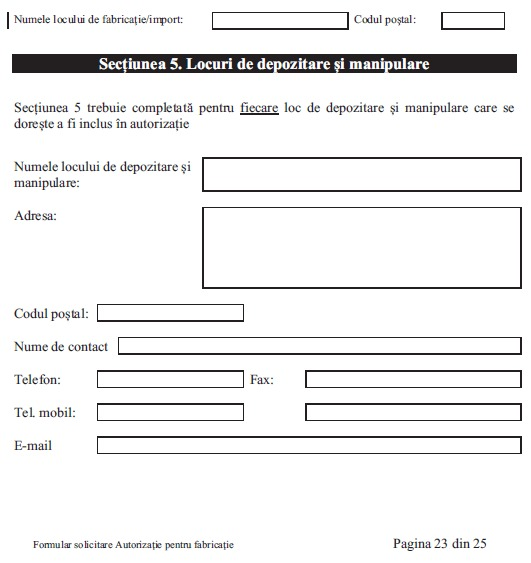 Numele locului de fabricație/import: Codul poștal:
Secțiunea 5. Locuri de depozitare și manipulare
Secțiunea 5 trebuie completată pentru fiecare loc de depozitare și manipulare care se
dorește a fi inclus în autorizație
Numele locului de depozitare și
manipulare:
Adresa:
Codul poștal:
Nume de contact
Telefon: Fax:
Tel. mobil:
E-mail
Formular solicitare Autorizație pentru fabricație Pagina 23 din 25